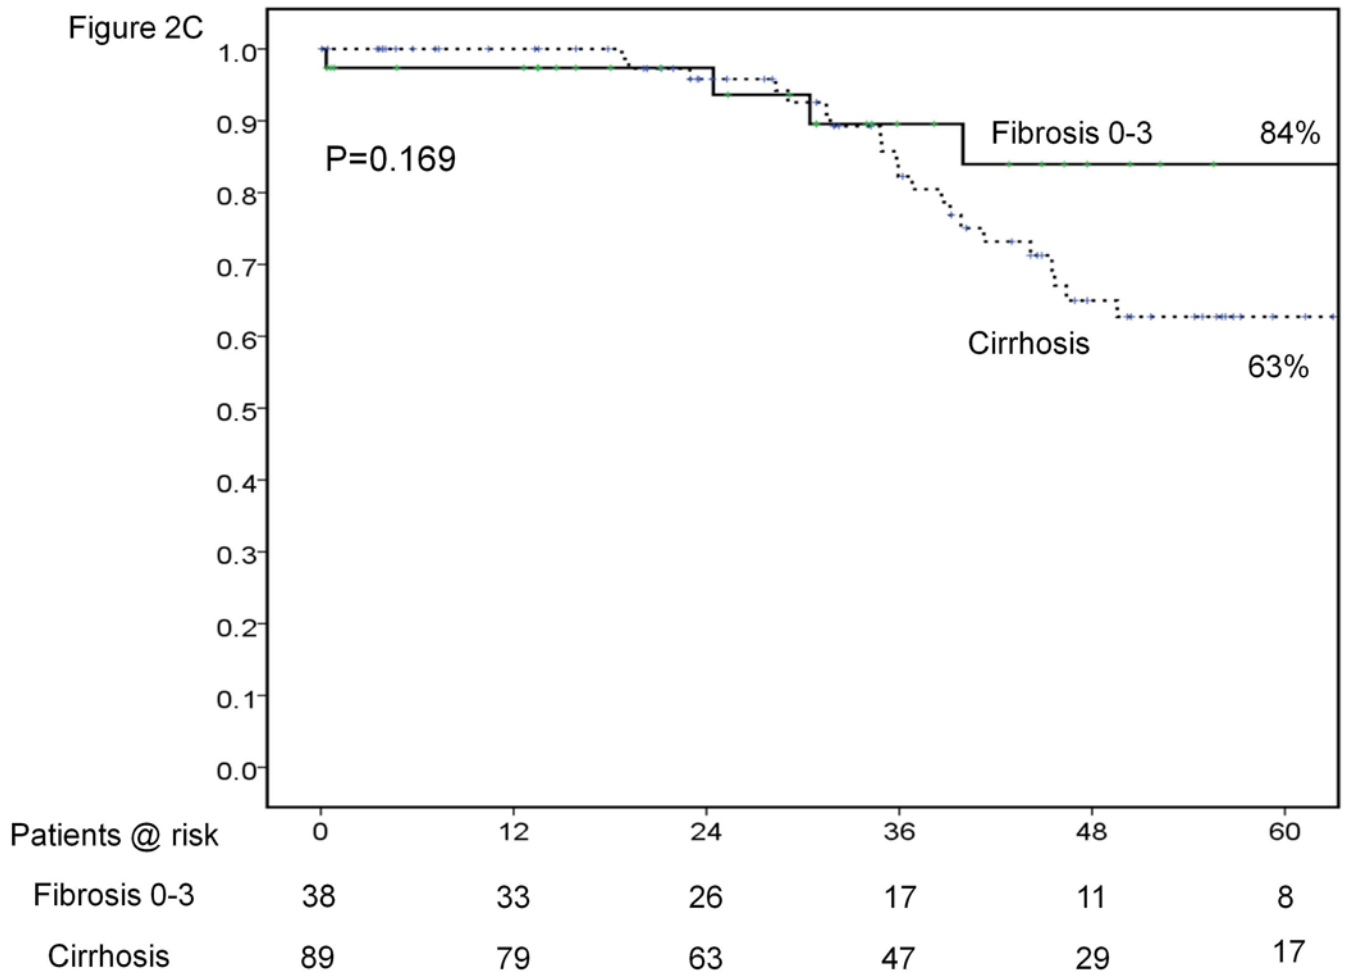 Figure 2C
1.0
0.9
Fibrosis 0-3 84%
P=0.169
0.8
0.7
0.6
Cirrhosis
63%
0.5
0.4
0.3
0.2
0.1
0.0
Patients @ risk 0 12 24 36 48 60
Fibrosis 0-3 38 33 26 17 11 8
Cirrhosis 89 79 63 47 29 17